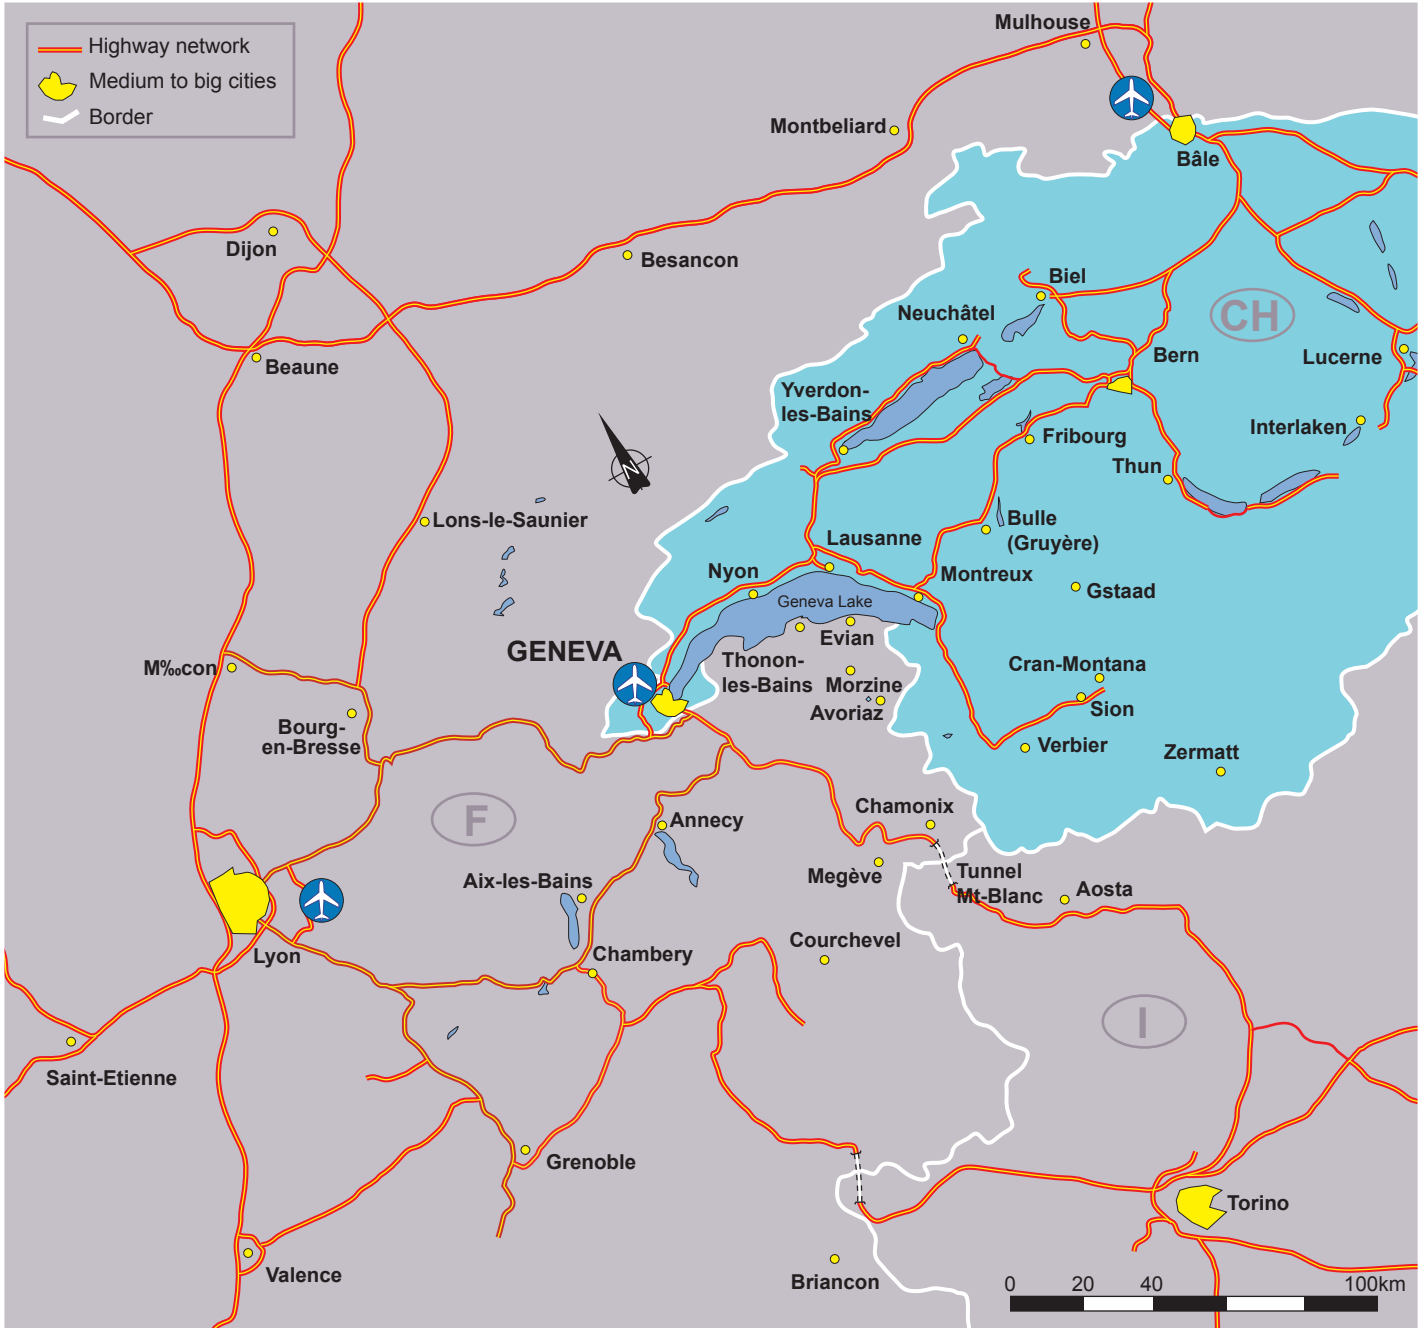 Highway network
Medium to big cities
Border
Mulhouse
Montbeliard
Bâle
Dijon
Besancon
Biel
CH
Neuchâtel
Bern
Lucerne
Beaune
Yverdon-
les-Bains
Interlaken
Fribourg
Thun
N
Lons-le-Saunier
Bulle
(Gruyère)
Lausanne
Nyon
Montreux
Gstaad
Geneva Lake
Evian
GENEVA
Thonon-
les-Bains
Cran-Montana
M‰con
Morzine
Avoriaz
Sion
Bourg-
en-Bresse
Verbier
Zermatt
Chamonix
F
Annecy
Megève
Tunnel
Mt-Blanc
Aosta
Aix-les-Bains
Courchevel
Lyon
Chambery
I
Saint-Etienne
Grenoble
Torino
Valence
Briancon
0 20 40 100km